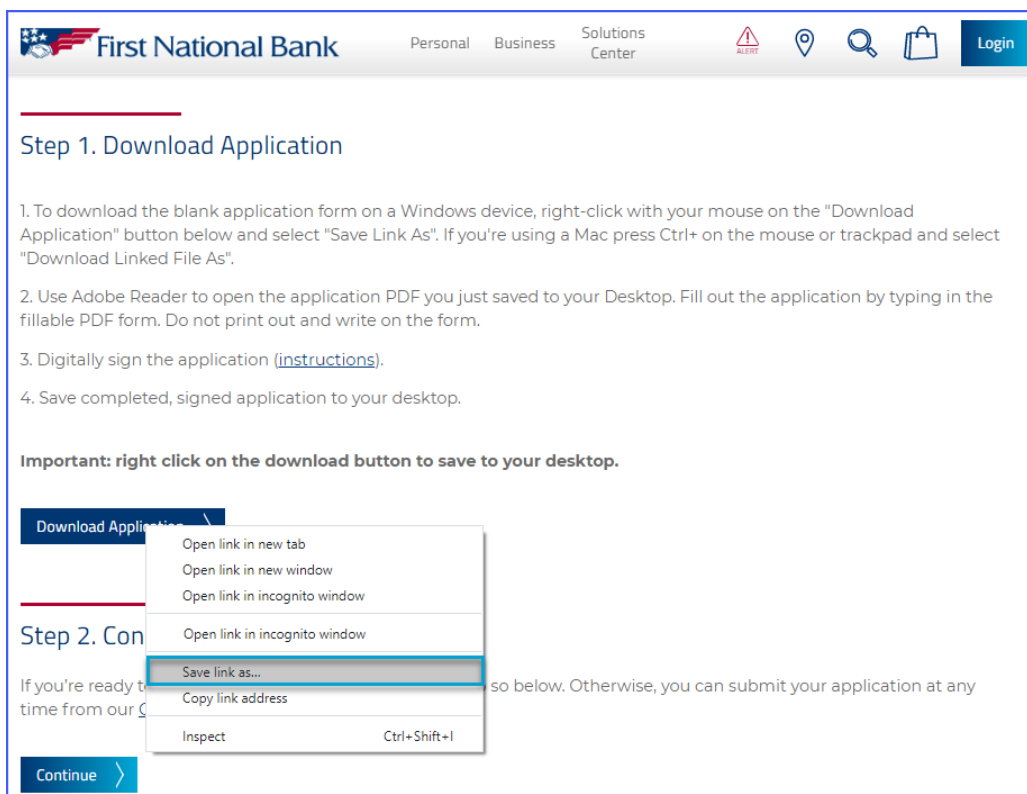 First National Bank
Personal
Business
Solutions
Center
ALERT
Login
Step 1. Download Application
1. To download the blank application form on a Windows device, right-click with your mouse on the "Download
Application" button below and select "Save Link As". If you're using a Mac press Ctrl+ on the mouse or trackpad and select
"Download Linked File As".
2. Use Adobe Reader to open the application PDF you just saved to your Desktop. Fill out the application by typing in the
fillable PDF form. Do not print out and write on the form.
3. Digitally sign the application (instructions).
4. Save completed, signed application to your desktop.
Important: right click on the download button to save to your desktop.
Download Application
Open link in new tab
Open link in new window
Open link in incognito window
Open link in incognito window
Save link as...
Copy link address
Inspect Ctrl+Shift+I
Step 2. Con
If you're ready t so below. Otherwise, you can submit your application at any
time from our
Continue